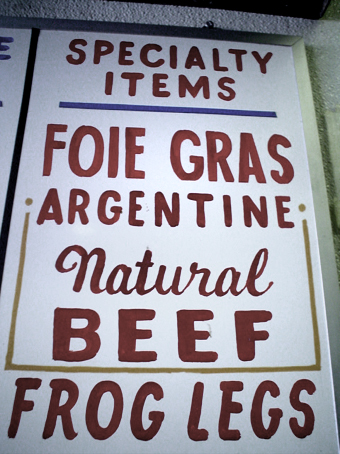 SPECIALTY
ITEMS
FOIE GRAS
ARGENTINE
Natural
BEEF
FROG LEGS